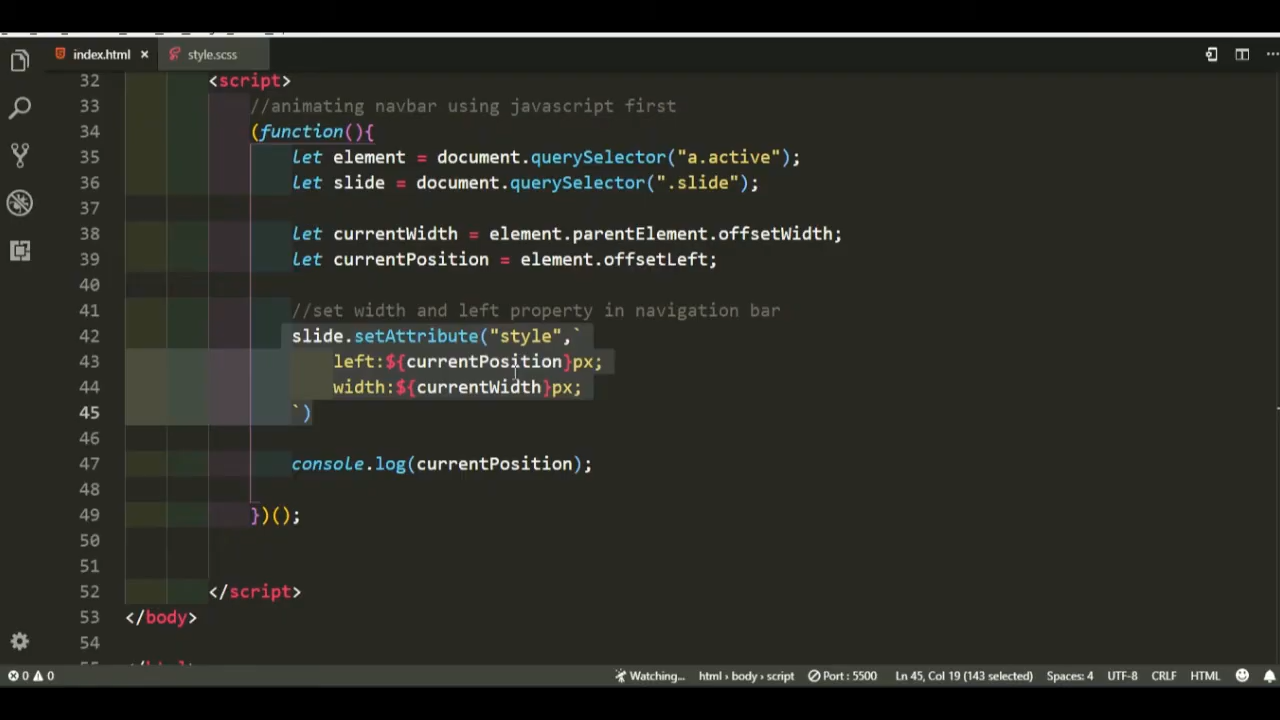 index.html ×
style.scss
32 <script>
33 //animating navbar using javascript first
34 (function(){
35 let element = document.querySelector("a.active");
36 let slide = document.querySelector(".slide");
37
38 let currentWidth = element.parentElement.offsetWidth;
39 let currentPosition = element.offsetLeft;
40
41 //set width and left property in navigation bar
42 slide.setAttribute("style",`
43 left:${currentPosition}px;
44 width:${currentWidth}px;
45 `)
46
47 console.log(currentPosition);
48
49 })();
50
51
52 </script>
53 </body>
54
0 0 Watching... html › body › script Port : 5500 Ln 45, Col 19 (143 selected) Spaces: 4 UTF-8 CRLF HTML